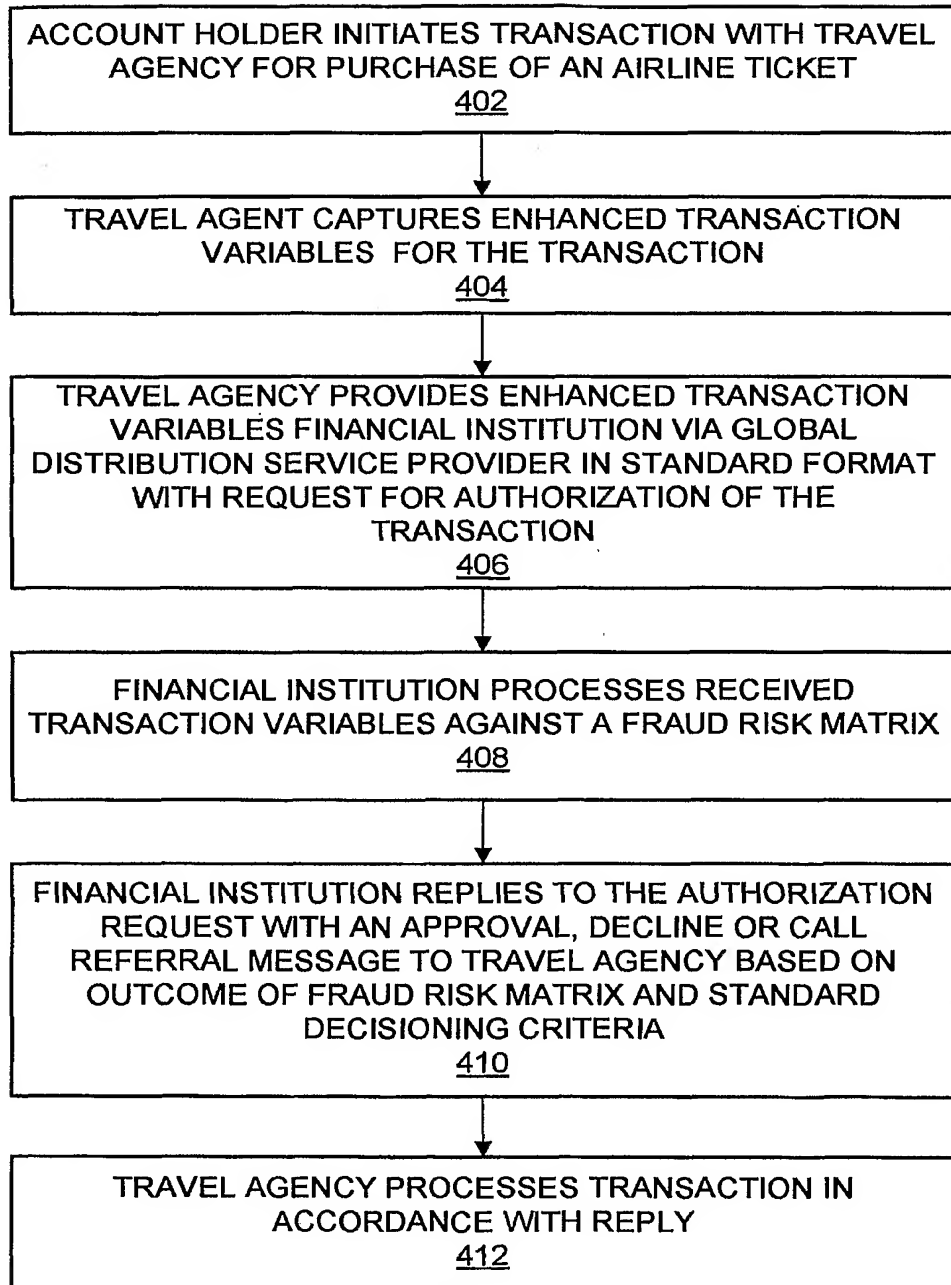 ACCOUNT HOLDER INITIATES TRANSACTION WITH TRAVEL
AGENCY FOR PURCHASE OF AN AIRLINE TICKET
402
TRAVEL AGENT CAPTURES ENHANCED TRANSACTION
VARIABLES FOR THE TRANSACTION
404
TRAVEL AGENCY PROVIDES ENHANCED TRANSACTION
VARIABLES FINANCIAL INSTITUTION VIA GLOBAL
DISTRIBUTION SERVICE PROVIDER IN STANDARD FORMAT
WITH REQUEST FOR AUTHORIZATION OF THE
TRANSACTION
406
FINANCIAL INSTITUTION PROCESSES RECEIVED
TRANSACTION VARIABLES AGAINST A FRAUD RISK MATRIX
408
FINANCIAL INSTITUTION REPLIES TO THE AUTHORIZATION
REQUEST WITH AN APPROVAL, DECLINE OR CALL
REFERRAL MESSAGE TO TRAVEL AGENCY BASED ON
OUTCOME OF FRAUD RISK MATRIX AND STANDARD
DECISIONING CRITERIA
410
TRAVEL AGENCY PROCESSES TRANSACTION IN
ACCORDANCE WITH REPLY
412